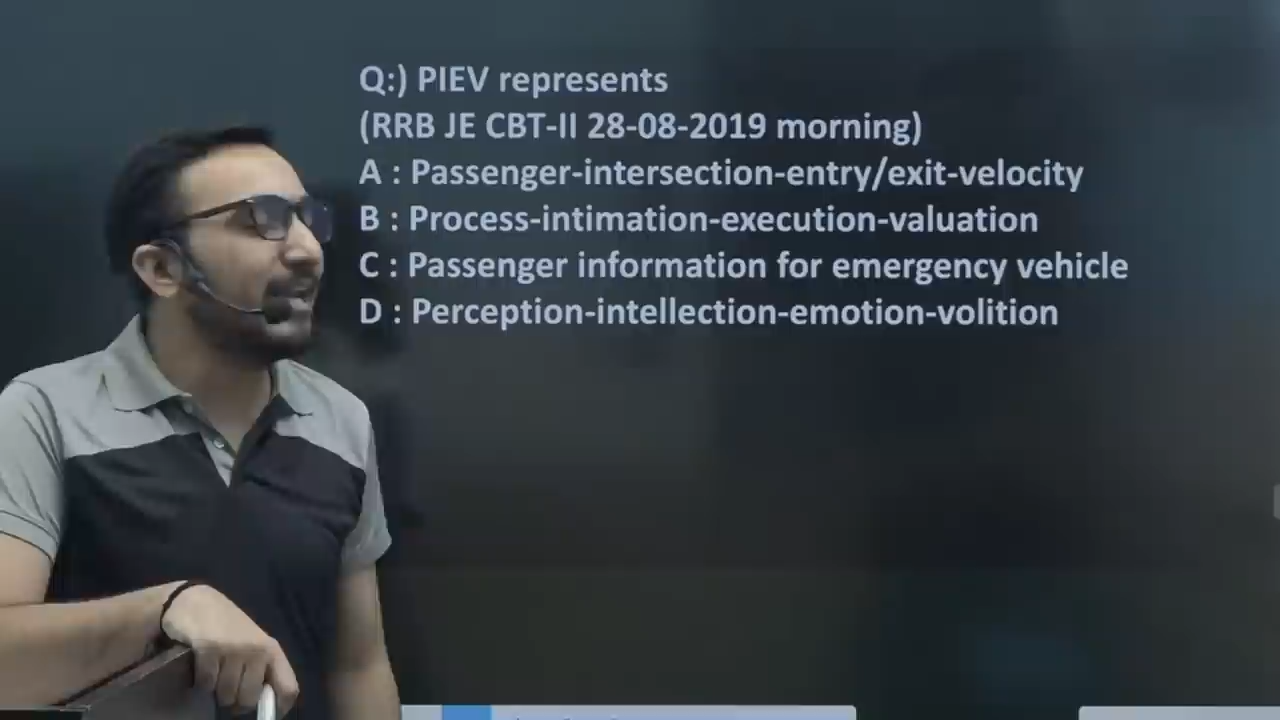 Q:) PIEV represents
(RRB JE CBT-II 28-08-2019 morning)
A : Passenger-intersection-entry/exit-velocity
B : Process-intimation-execution-valuation
C : Passenger information for emergency vehicle
D : Perception-intellection-emotion-volition